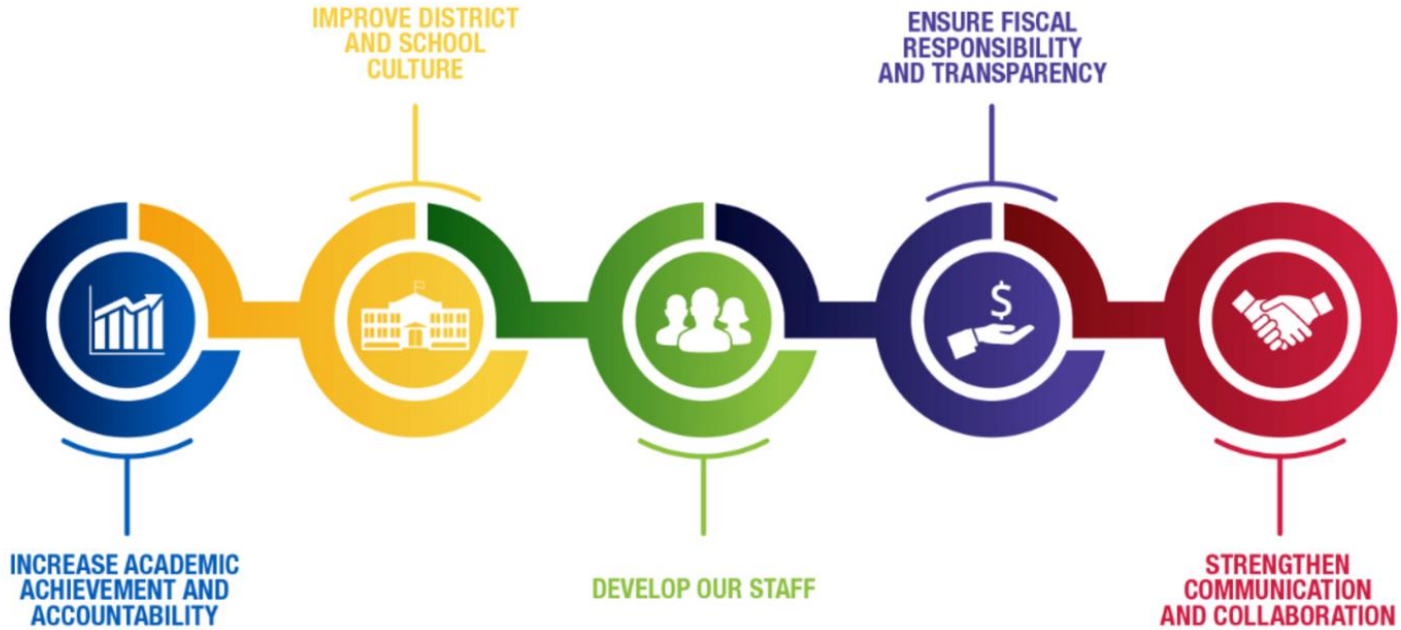 IMPROVE DISTRICT
AND SCHOOL
CULTURE
ENSURE FISCAL
RESPONSIBILITY
AND TRANSPARENCY
$
INCREASE ACADEMIC
ACHIEVEMENT AND
ACCOUNTABILITY
DEVELOP OUR STAFF
STRENGTHEN
COMMUNICATION
AND COLLABORATION